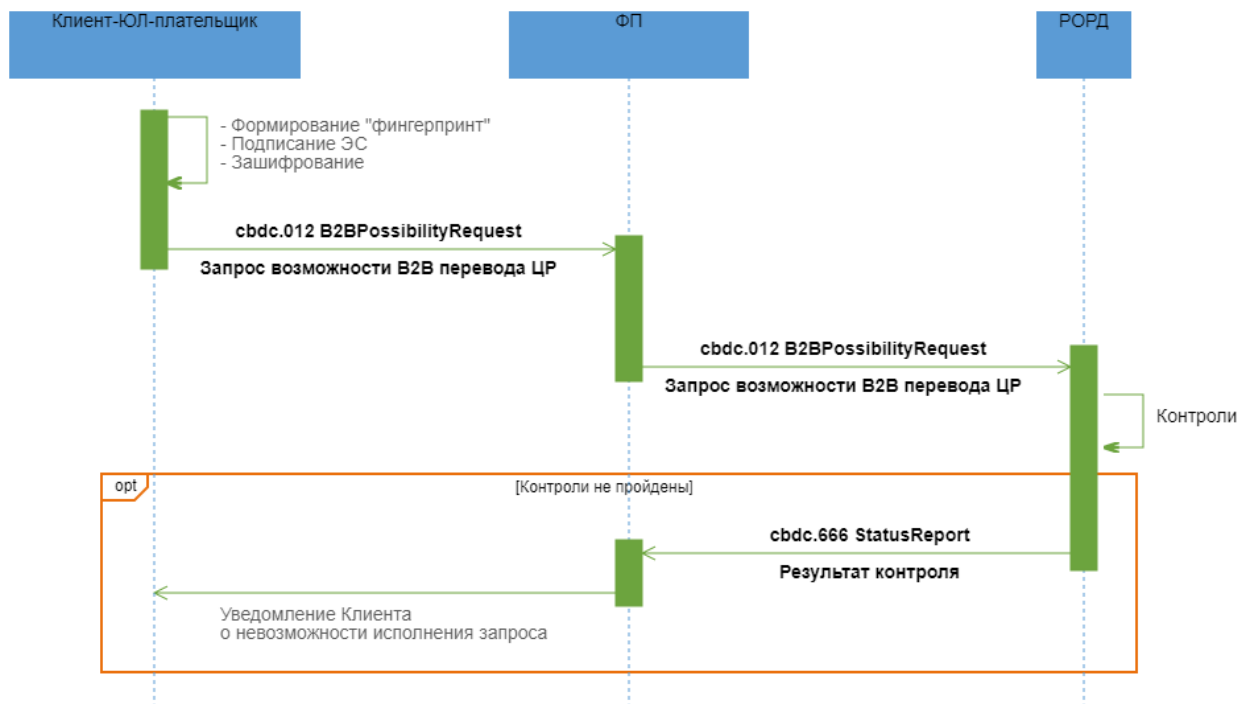 Клиент-ЮЛ-плательщик
ФП
РОРД
- Формирование "фингерпринт"
- Подписание ЭС
- Зашифрование
cbdc.012 B2BPossibilityRequest
Запрос возможности B2B перевода ЦР
cbdc.012 B2BPossibilityRequest
Запрос возможности B2B перевода ЦР
Контроли
opt
[Контроли не пройдены]
cbdc.666 StatusReport
Результат контроля
Уведомление Клиента
о невозможности исполнения запроса